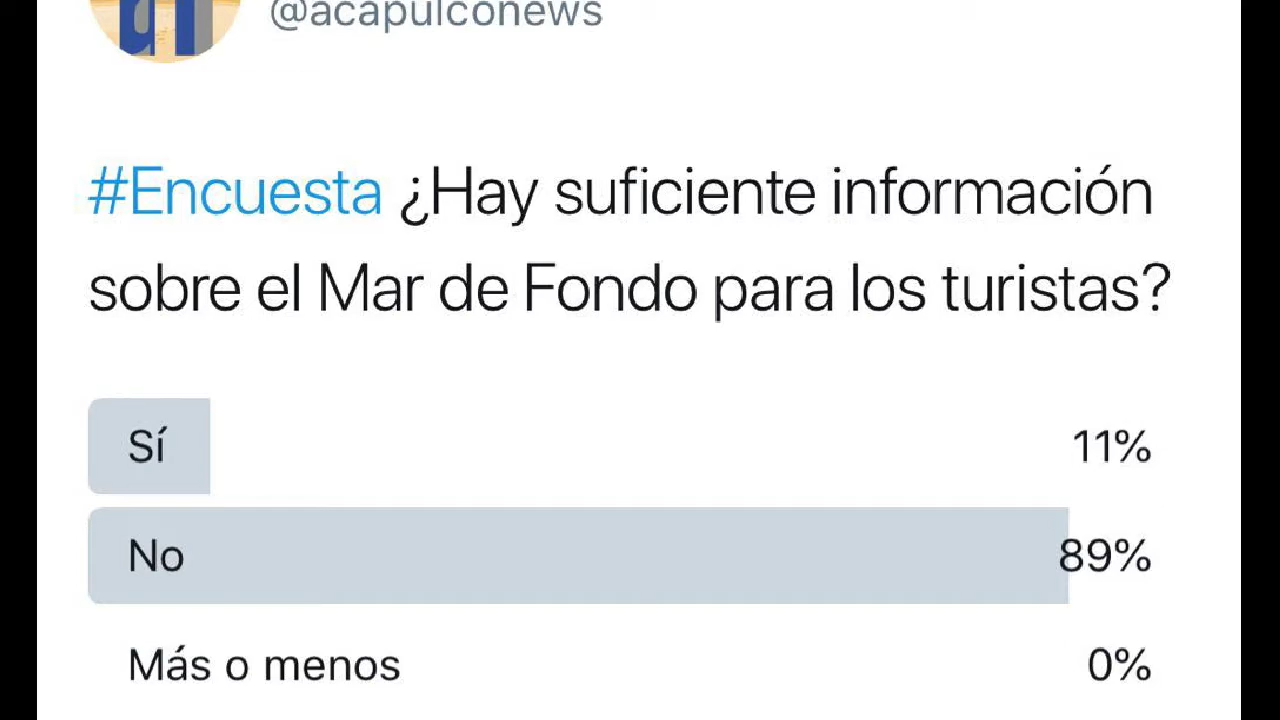 @acapulconews
#Encuesta ¿Hay suficiente información
sobre el Mar de Fondo para los turistas?
Sí 11%
No 89%
Más o menos 0%